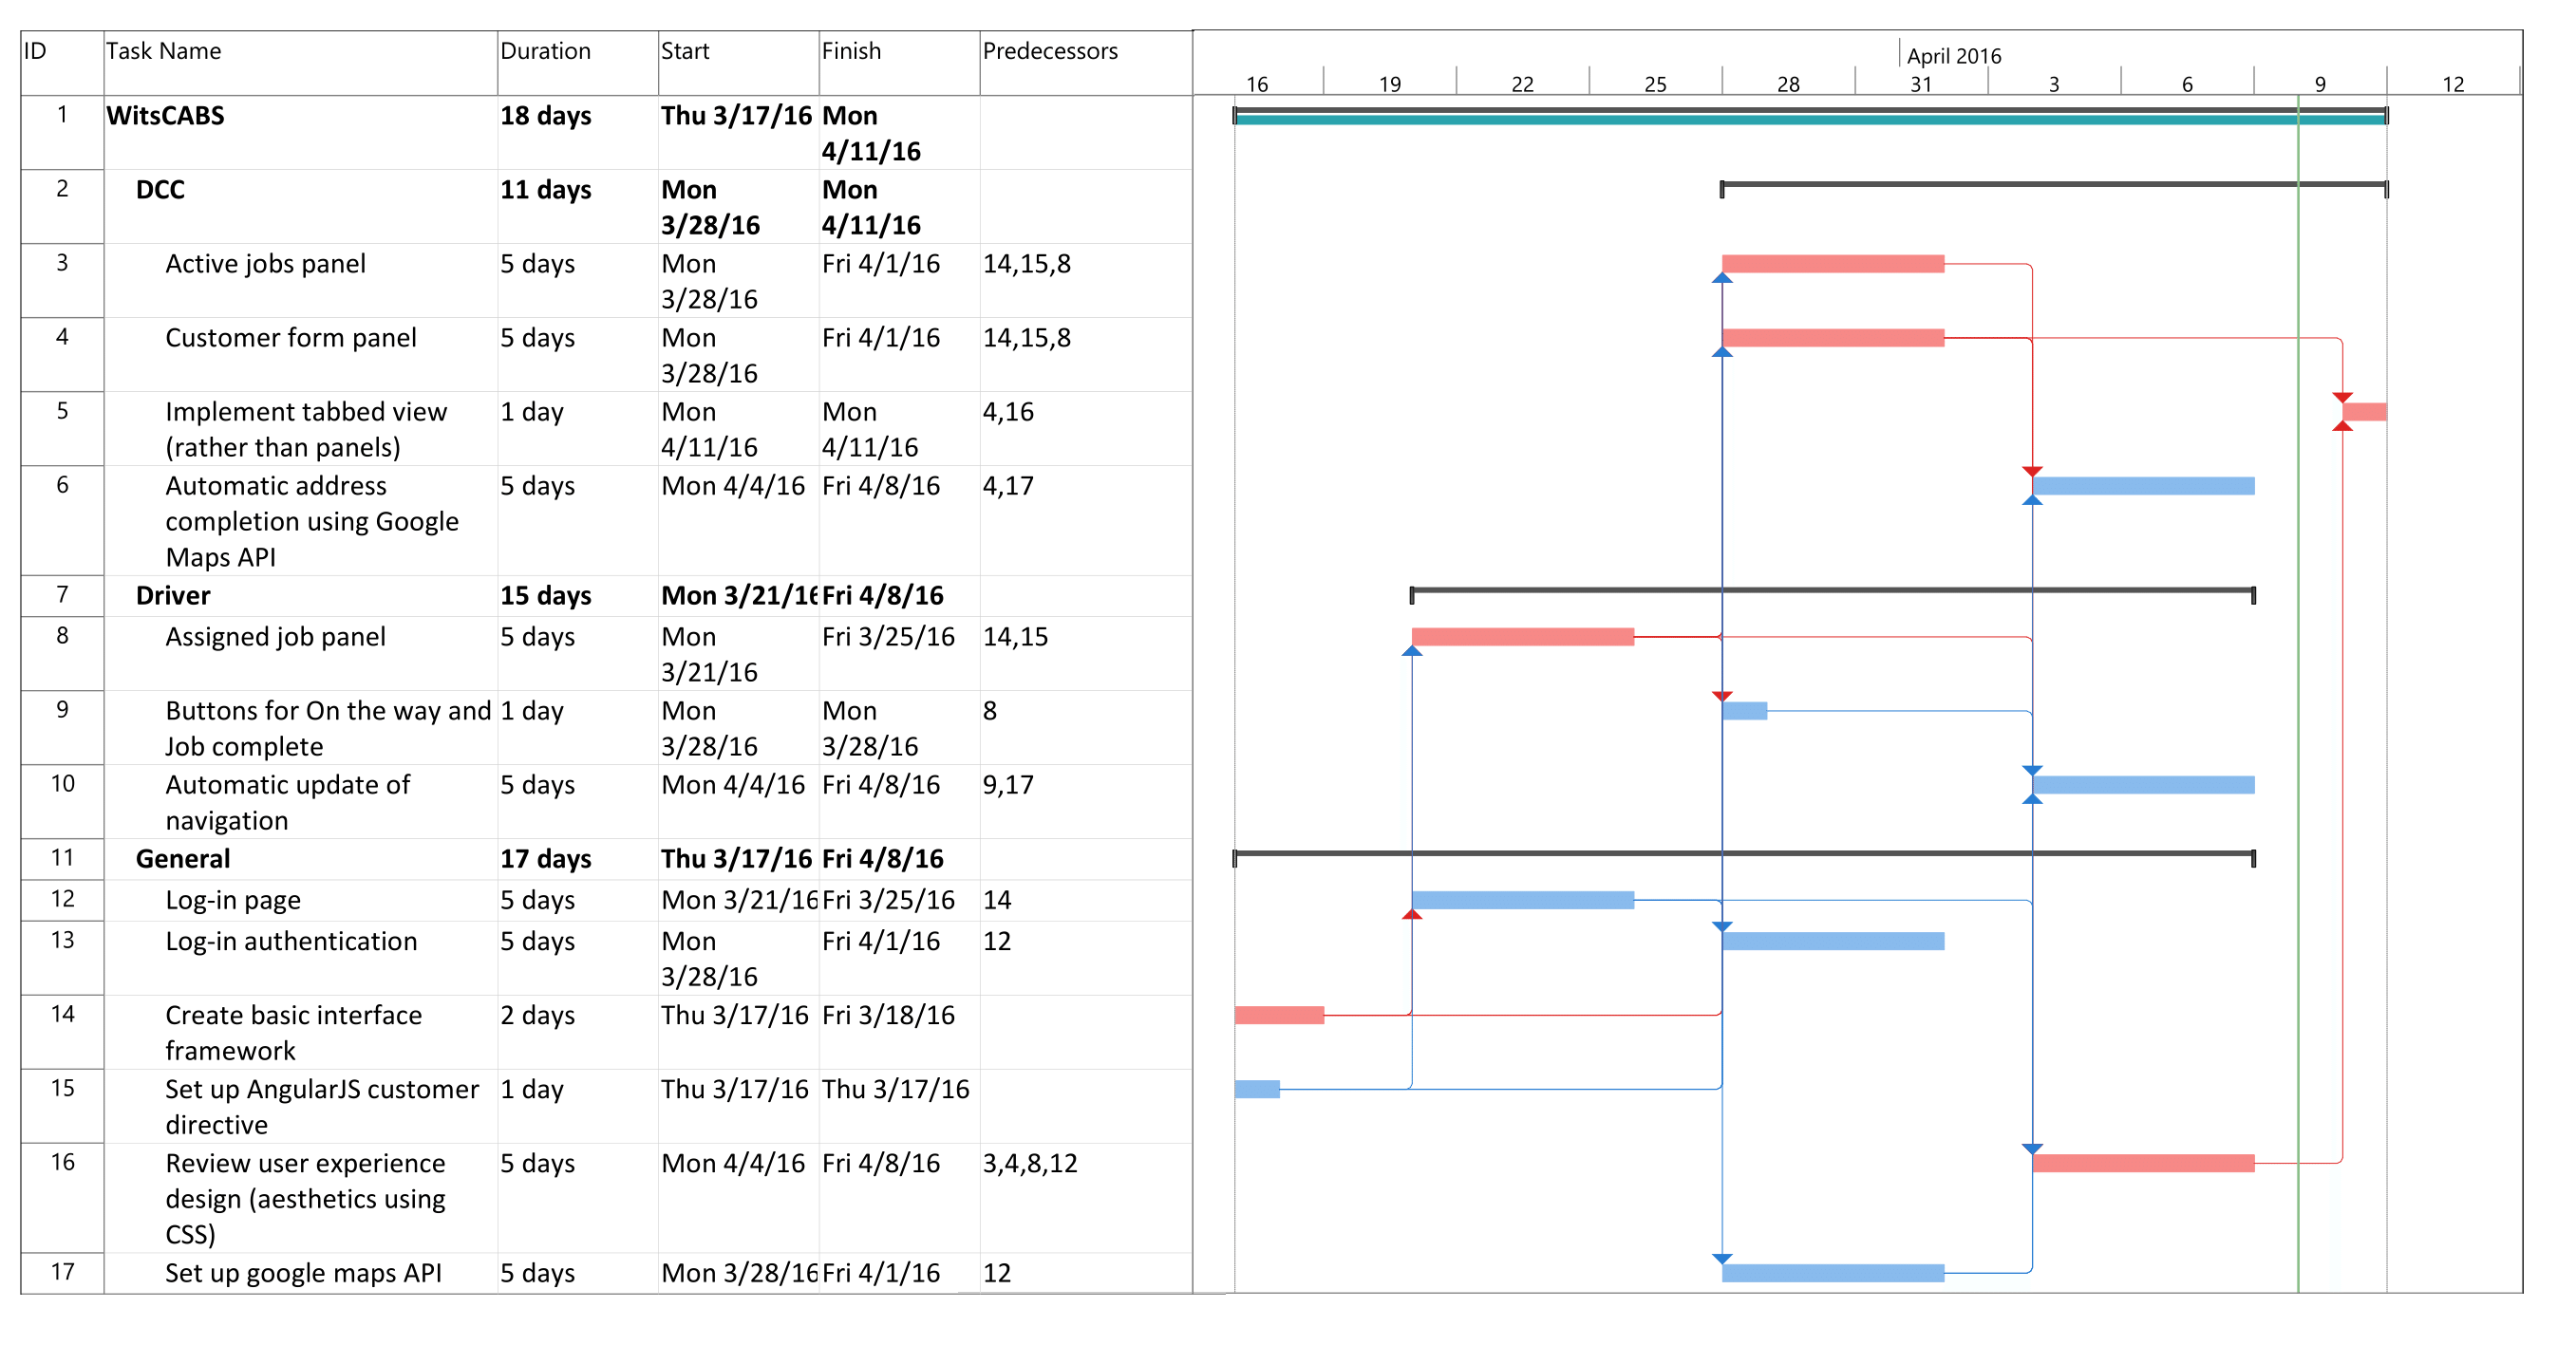 ID Task Name Duration Start Finish Predecessors
April 2016
16 19 22 25 28 31 3 6 9 12
1 WitsCABS 18 days Thu 3/17/16 Mon
4/11/16
2 DCC 11 days Mon Mon
3/28/16 4/11/16
3 Active jobs panel 5 days Mon Fri 4/1/16 14,15,8
3/28/16
4 Customer form panel 5 days Mon Fri 4/1/16 14,15,8
3/28/16
5 Implement tabbed view 1 day Mon Mon 4,16
(rather than panels) 4/11/16 4/11/16
6 Automatic address 5 days Mon 4/4/16 Fri 4/8/16 4,17
completion using Google
Maps API
7 Driver 15 days Mon 3/21/16 Fri 4/8/16
8 Assigned job panel 5 days Mon Fri 3/25/16 14,15
3/21/16
9 Buttons for On the way and 1 day Mon Mon 8
Job complete 3/28/16 3/28/16
10 Automatic update of 5 days Mon 4/4/16 Fri 4/8/16 9,17
navigation
11 General 17 days Thu 3/17/16 Fri 4/8/16
12 Log-in page 5 days Mon 3/21/16 Fri 3/25/16 14
13 Log-in authentication 5 days Mon Fri 4/1/16 12
3/28/16
14 Create basic interface 2 days Thu 3/17/16 Fri 3/18/16
framework
15 Set up AngularJS customer 1 day Thu 3/17/16 Thu 3/17/16
directive
16 Review user experience 5 days Mon 4/4/16 Fri 4/8/16 3,4,8,12
design (aesthetics using
CSS)
17 Set up google maps API 5 days Mon 3/28/16 Fri 4/1/16 12